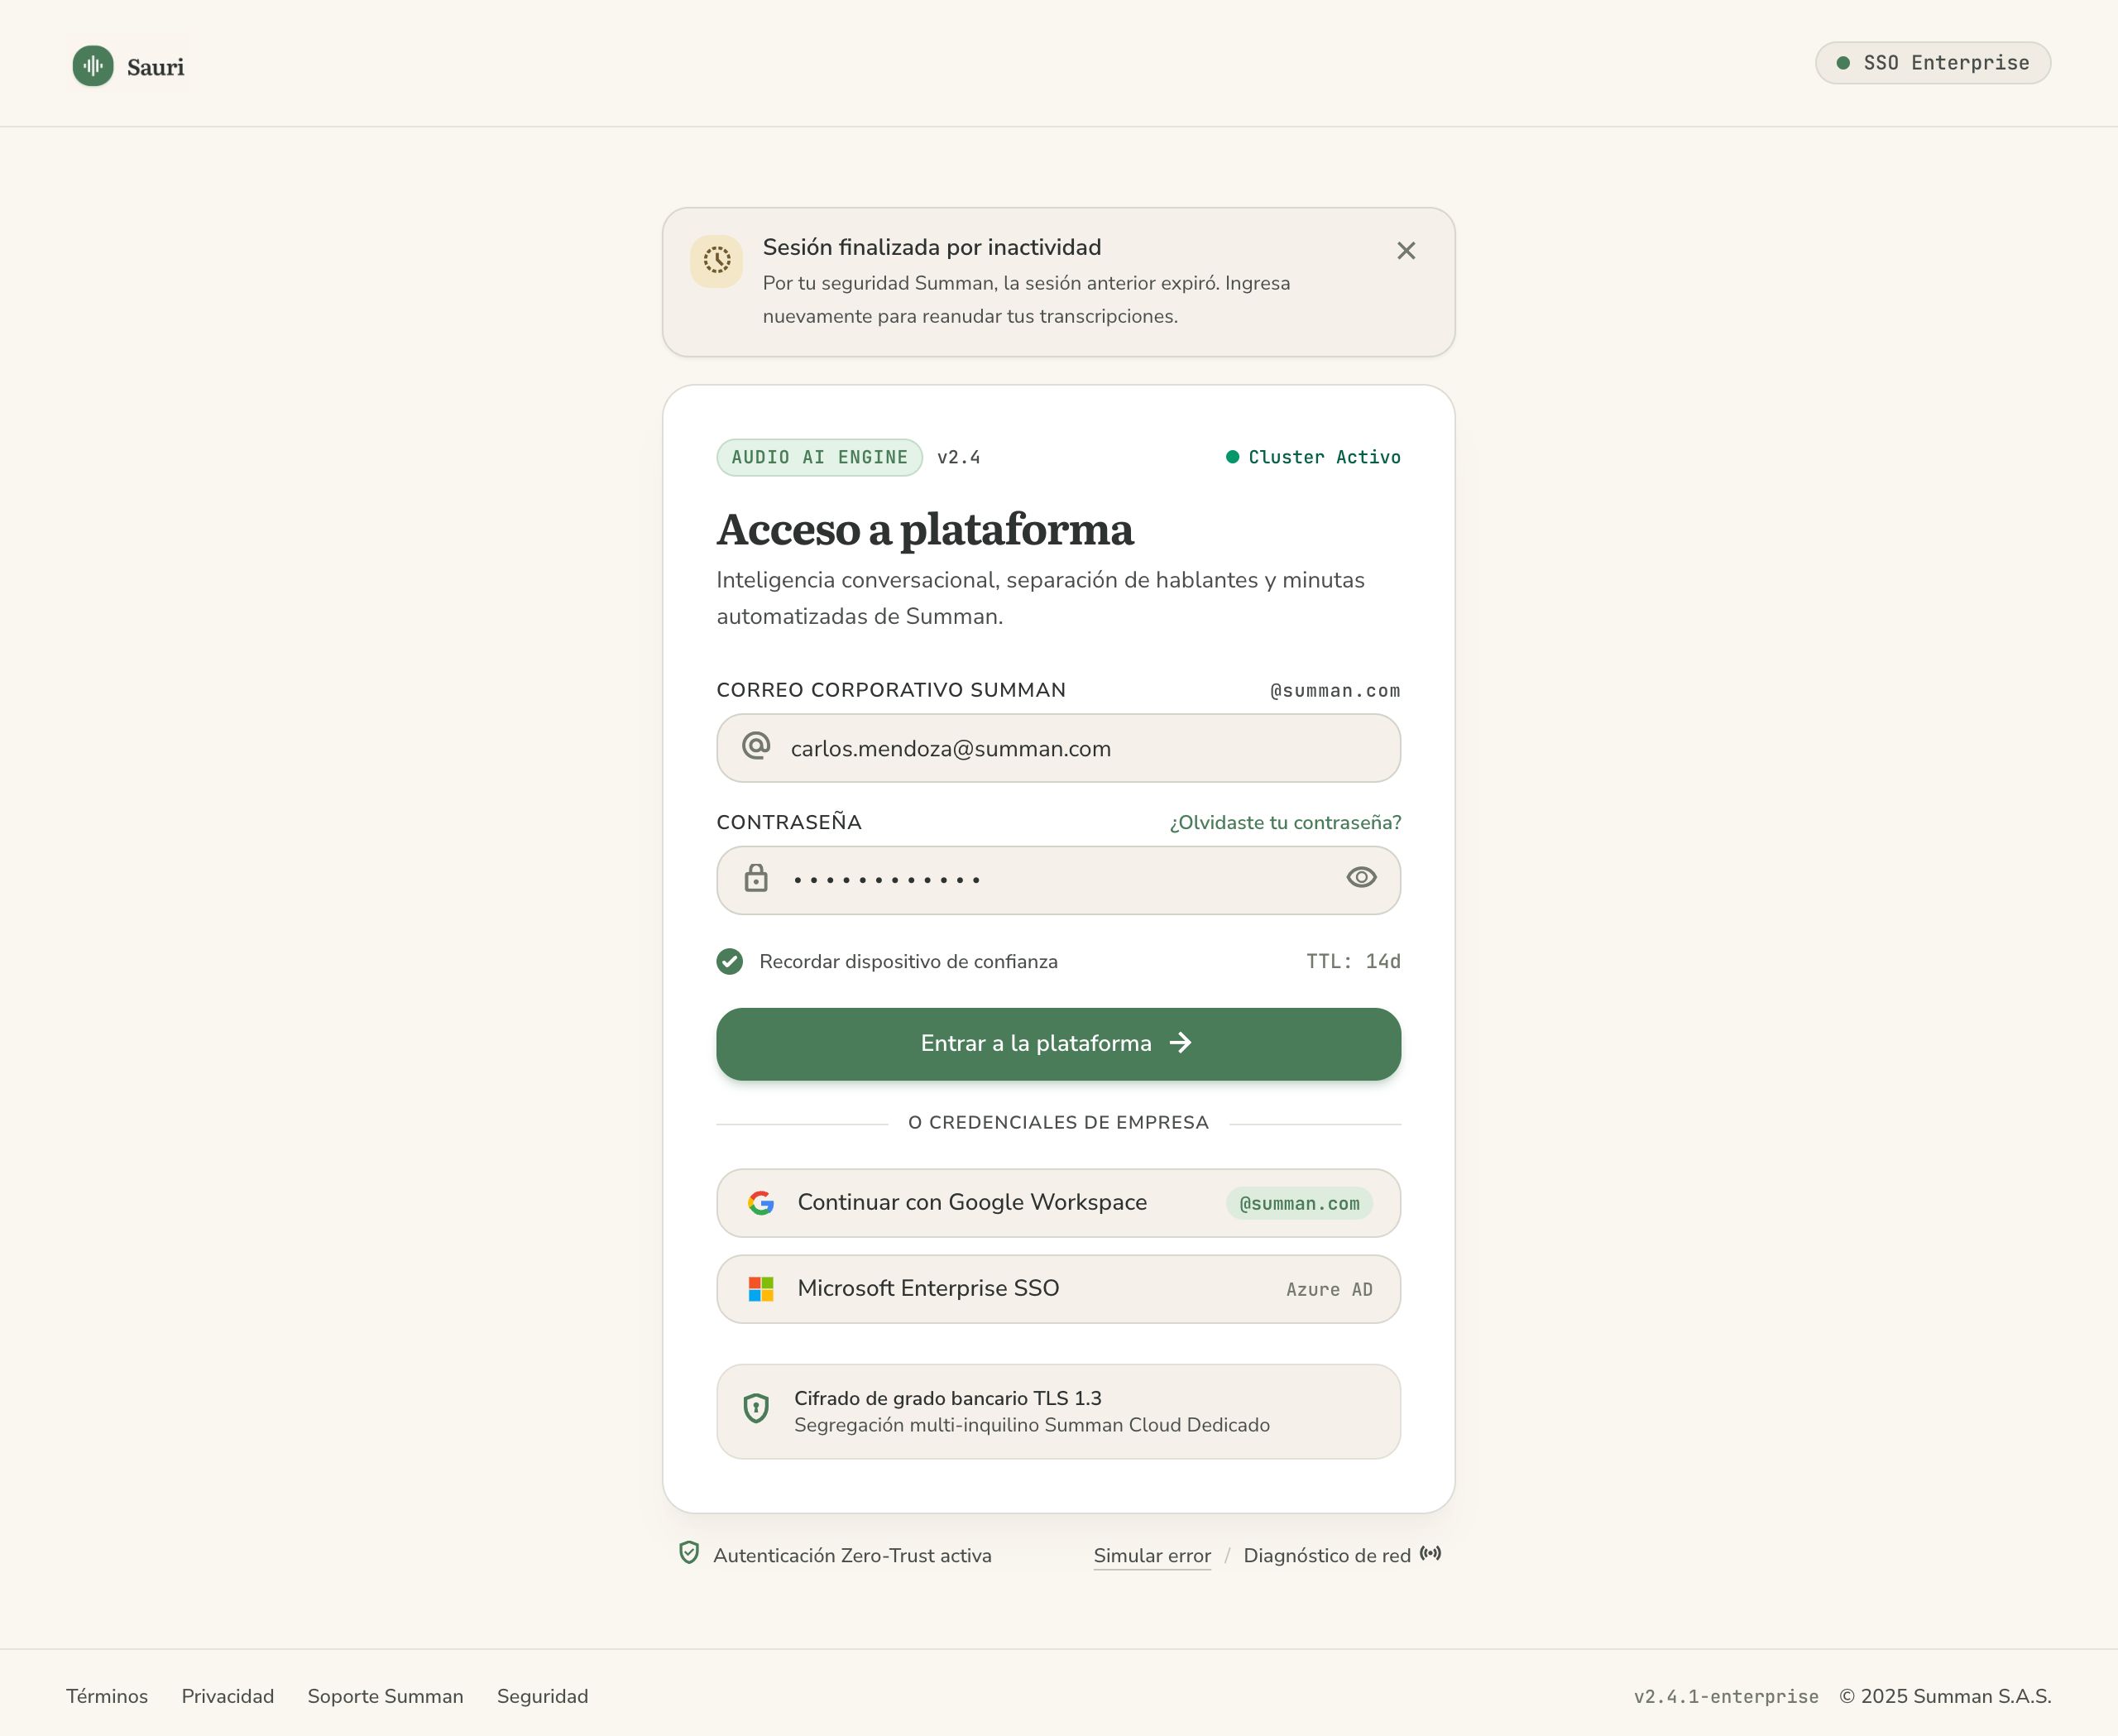 Sauri
SSO Enterprise
Sesión finalizada por inactividad
Por tu seguridad Summan, la sesión anterior expiró. Ingresa
nuevamente para reanudar tus transcripciones.
AUDIO AI ENGINE v2.4
Cluster Activo
Acceso a plataforma
Inteligencia conversacional, separación de hablantes y minutas
automatizadas de Summan.
CORREO CORPORATIVO SUMMAN
@summan.com
carlos.mendoza@summan.com
CONTRASEÑA
¿Olvidaste tu contraseña?
••••••••••••
Recordar dispositivo de confianza
TTL: 14d
Entrar a la plataforma →
O CREDENCIALES DE EMPRESA
Continuar con Google Workspace
@summan.com
Microsoft Enterprise SSO
Azure AD
Cifrado de grado bancario TLS 1.3
Segregación multi-inquilino Summan Cloud Dedicado
Autenticación Zero-Trust activa
Simular error / Diagnóstico de red
Términos Privacidad Soporte Summan Seguridad
v2.4.1-enterprise © 2025 Summan S.A.S.